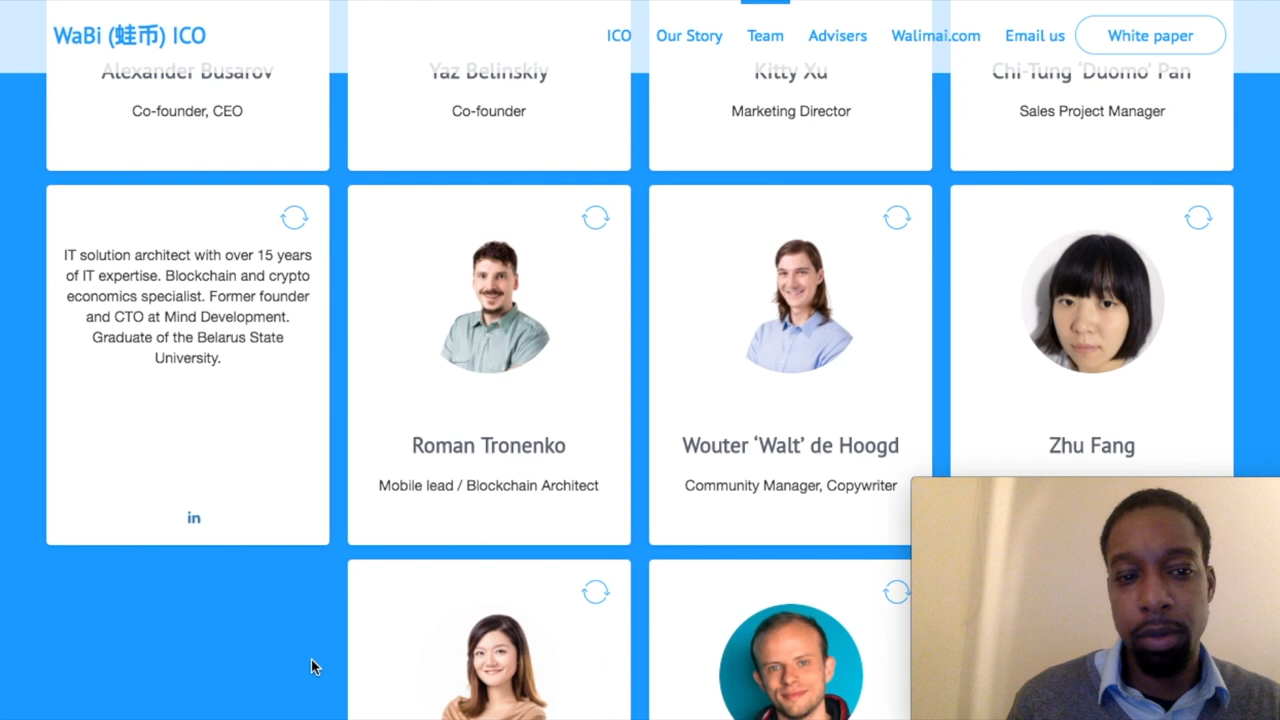 WaBi (蛙币) ICO
ICO
Our Story
Team
Advisers
Walimai.com
Email us
White paper
Alexander Busarov
Yaz Belinskiy
Kitty Xu
Chi-Tung ‘Duomo’ Pan
Co-founder, CEO
Co-founder
Marketing Director
Sales Project Manager
IT solution architect with over 15 years
of IT expertise. Blockchain and crypto
economics specialist. Former founder
and CTO at Mind Development.
Graduate of the Belarus State
University.
in
Roman Tronenko
Mobile lead / Blockchain Architect
Wouter ‘Walt’ de Hoogd
Community Manager, Copywriter
Zhu Fang